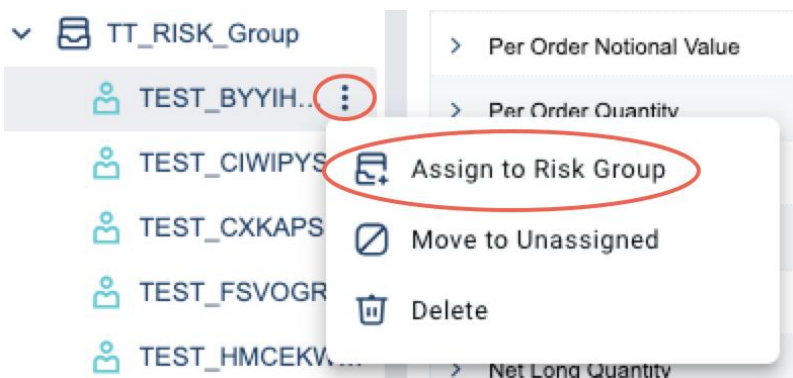 TT_RISK_Group
TEST_BYYIH...
TEST_CIWIPYS
TEST_CXKAPS
TEST_FSVOGR
TEST_HMCEKW...
Per Order Notional Value
Per Order Quantity
Assign to Risk Group
Move to Unassigned
Delete
Net Long Quantity